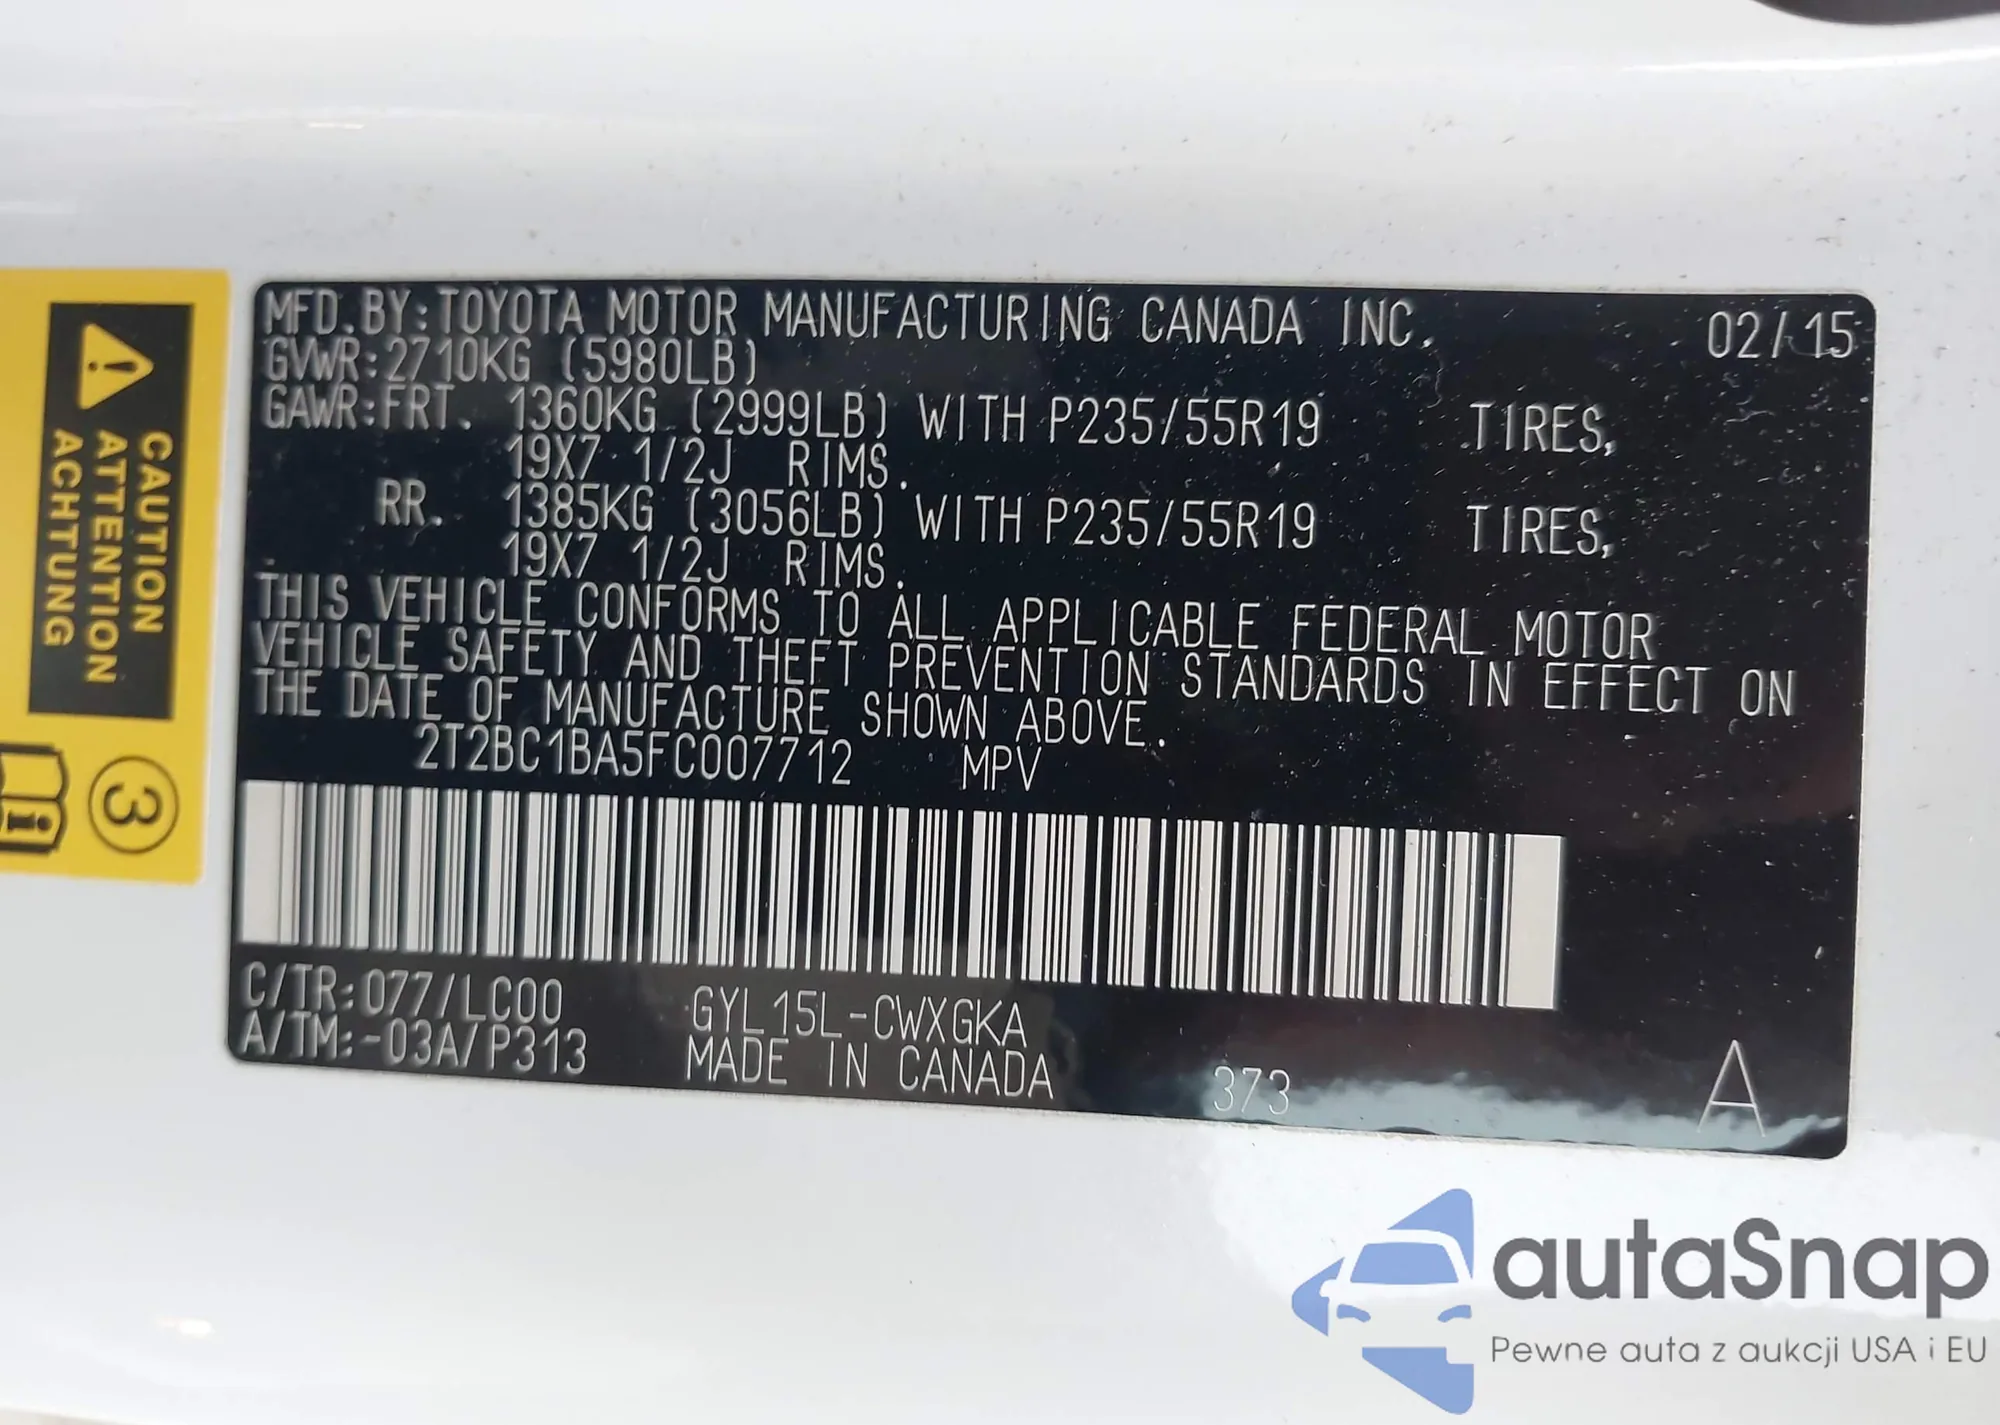 MFD.BY:TOYOTA MOTOR MANUFACTURING CANADA INC. 02/15
GVWR:2710KG (5980LB)
GAWR:FRT. 1360KG (2999LB) WITH P235/55R19 TIRES,
19X7 1/2J RIMS.
RR. 1385KG (3056LB) WITH P235/55R19 TIRES,
19X7 1/2J RIMS.
THIS VEHICLE CONFORMS TO ALL APPLICABLE FEDERAL MOTOR
VEHICLE SAFETY AND THEFT PREVENTION STANDARDS IN EFFECT ON
THE DATE OF MANUFACTURE SHOWN ABOVE.
2T2BC1BA5FC007712 MPV
C/TR:077/LC00 GYL15L-CWXGKA
A/TM:-03A/P313 MADE IN CANADA 373 A
CAUTION
ATTENTION
ACHTUNG
3
autaSnap
Pewne auta z aukcji USA i EU